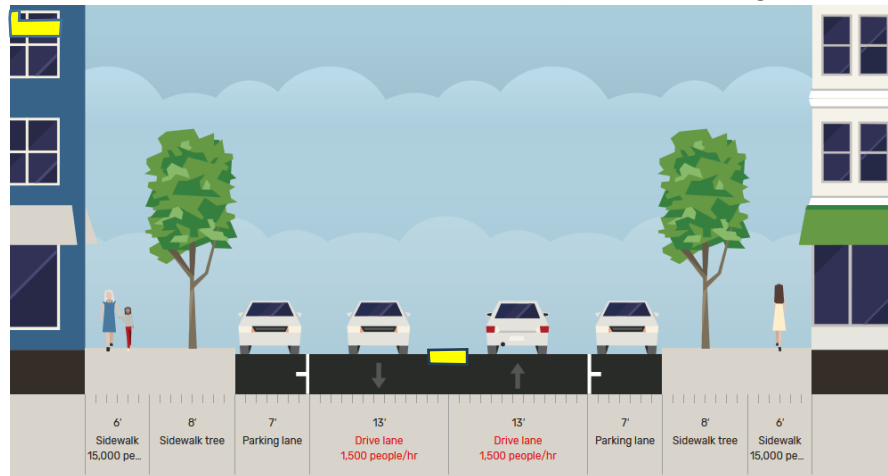 6'
Sidewalk
15,000 pe...
8'
Sidewalk tree
7'
Parking lane
13'
Drive lane
1,500 people/hr
13'
Drive lane
1,500 people/hr
7'
Parking lane
8'
Sidewalk tree
6'
Sidewalk
15,000 pe...